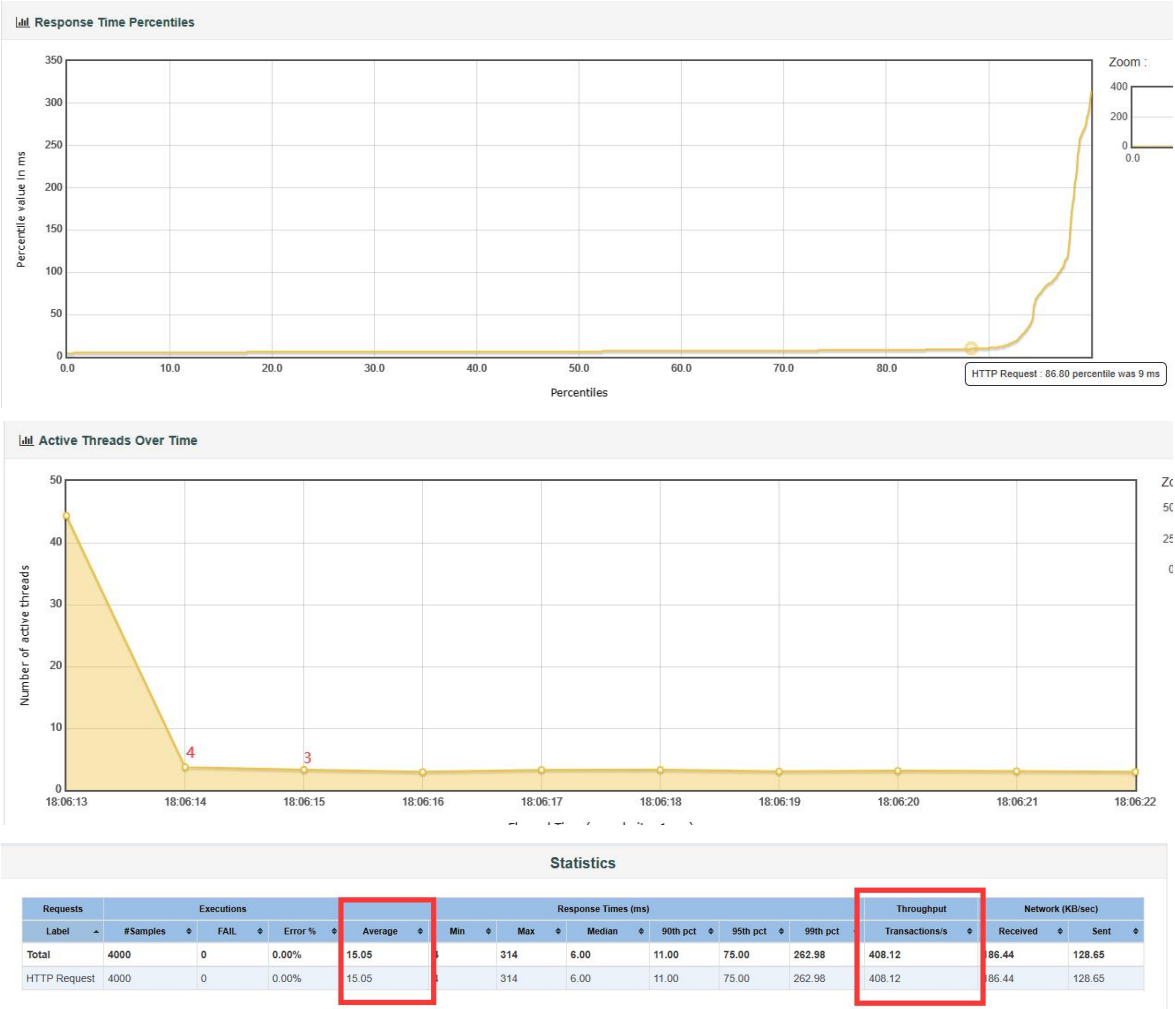 Response Time Percentiles
Zoom :
350
300
250
200
150
100
50
0
Percentile value in ms
400
200
0
0.0
0.0 10.0 20.0 30.0 40.0 50.0 60.0 70.0 80.0
HTTP Request : 86.80 percentile was 9 ms
Percentiles
Active Threads Over Time
50
40
30
20
10
0
Number of active threads
4
3
18:06:13 18:06:14 18:06:15 18:06:16 18:06:17 18:06:18 18:06:19 18:06:20 18:06:21 18:06:22
Statistics
Requests Executions Response Times (ms) Throughput Network (KB/sec)
Label #Samples FAIL Error % Average Min Max Median 90th pct 95th pct 99th pct Transactions/s Received Sent
Total 4000 0 0.00% 15.05 314 6.00 11.00 75.00 262.98 408.12 86.44 128.65
HTTP Request 4000 0 0.00% 15.05 314 6.00 11.00 75.00 262.98 408.12 86.44 128.65